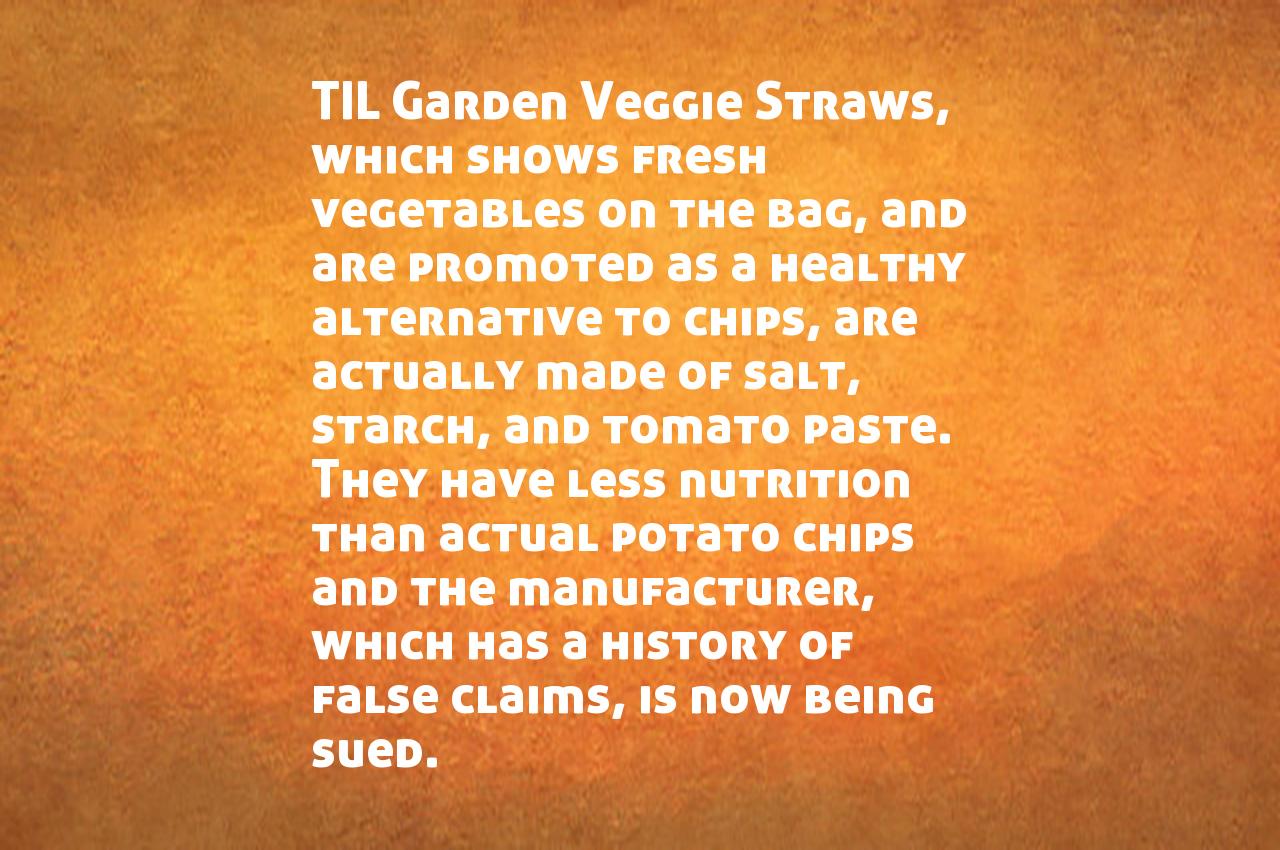 TIL Garden Veggie Straws,
which shows fresh
vegetables on the bag, and
are promoted as a healthy
alternative to chips, are
actually made of salt,
starch, and tomato paste.
They have less nutrition
than actual potato chips
and the manufacturer,
which has a history of
false claims, is now being
sued.